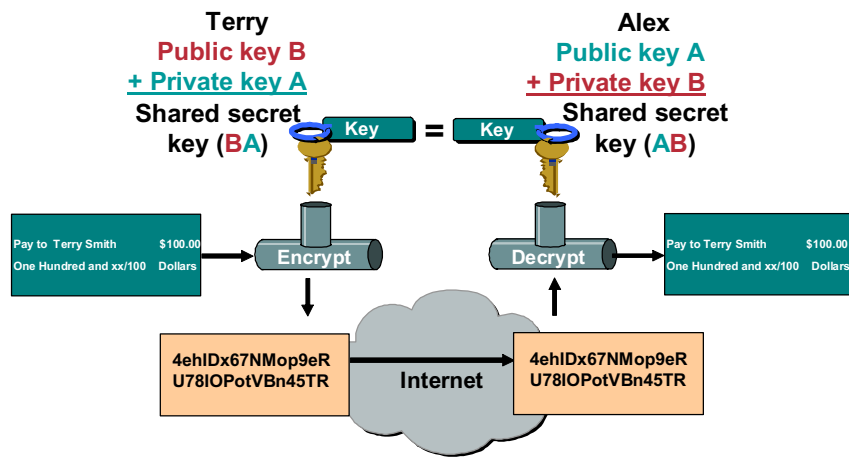 Terry
Public key B
+ Private key A
Shared secret
key (BA)
Alex
Public key A
+ Private key B
Shared secret
key (AB)
Key
=
Key
Pay to Terry Smith $100.00
One Hundred and xx/100 Dollars
Encrypt
Decrypt
Pay to Terry Smith $100.00
One Hundred and xx/100 Dollars
4ehIDx67NMop9eR
U78IOPotVBn45TR
Internet
4ehIDx67NMop9eR
U78IOPotVBn45TR